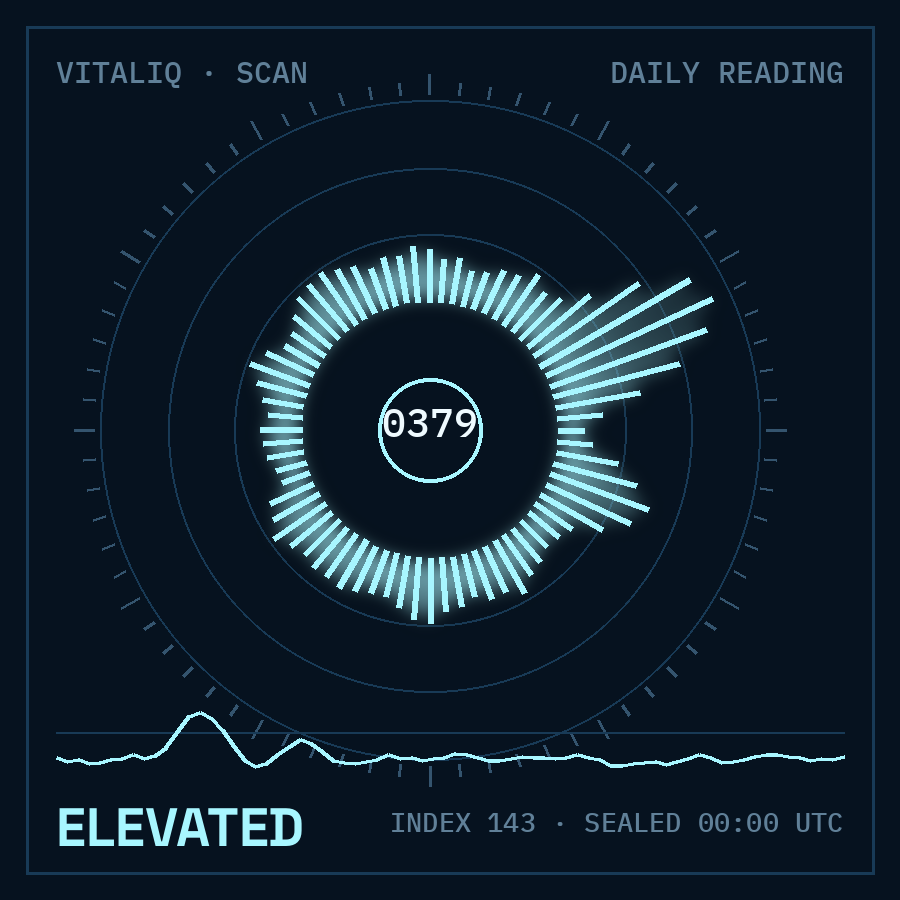 VITALIQ · SCAN
DAILY READING
0379
ELEVATED
INDEX 143 · SEALED 00:00 UTC